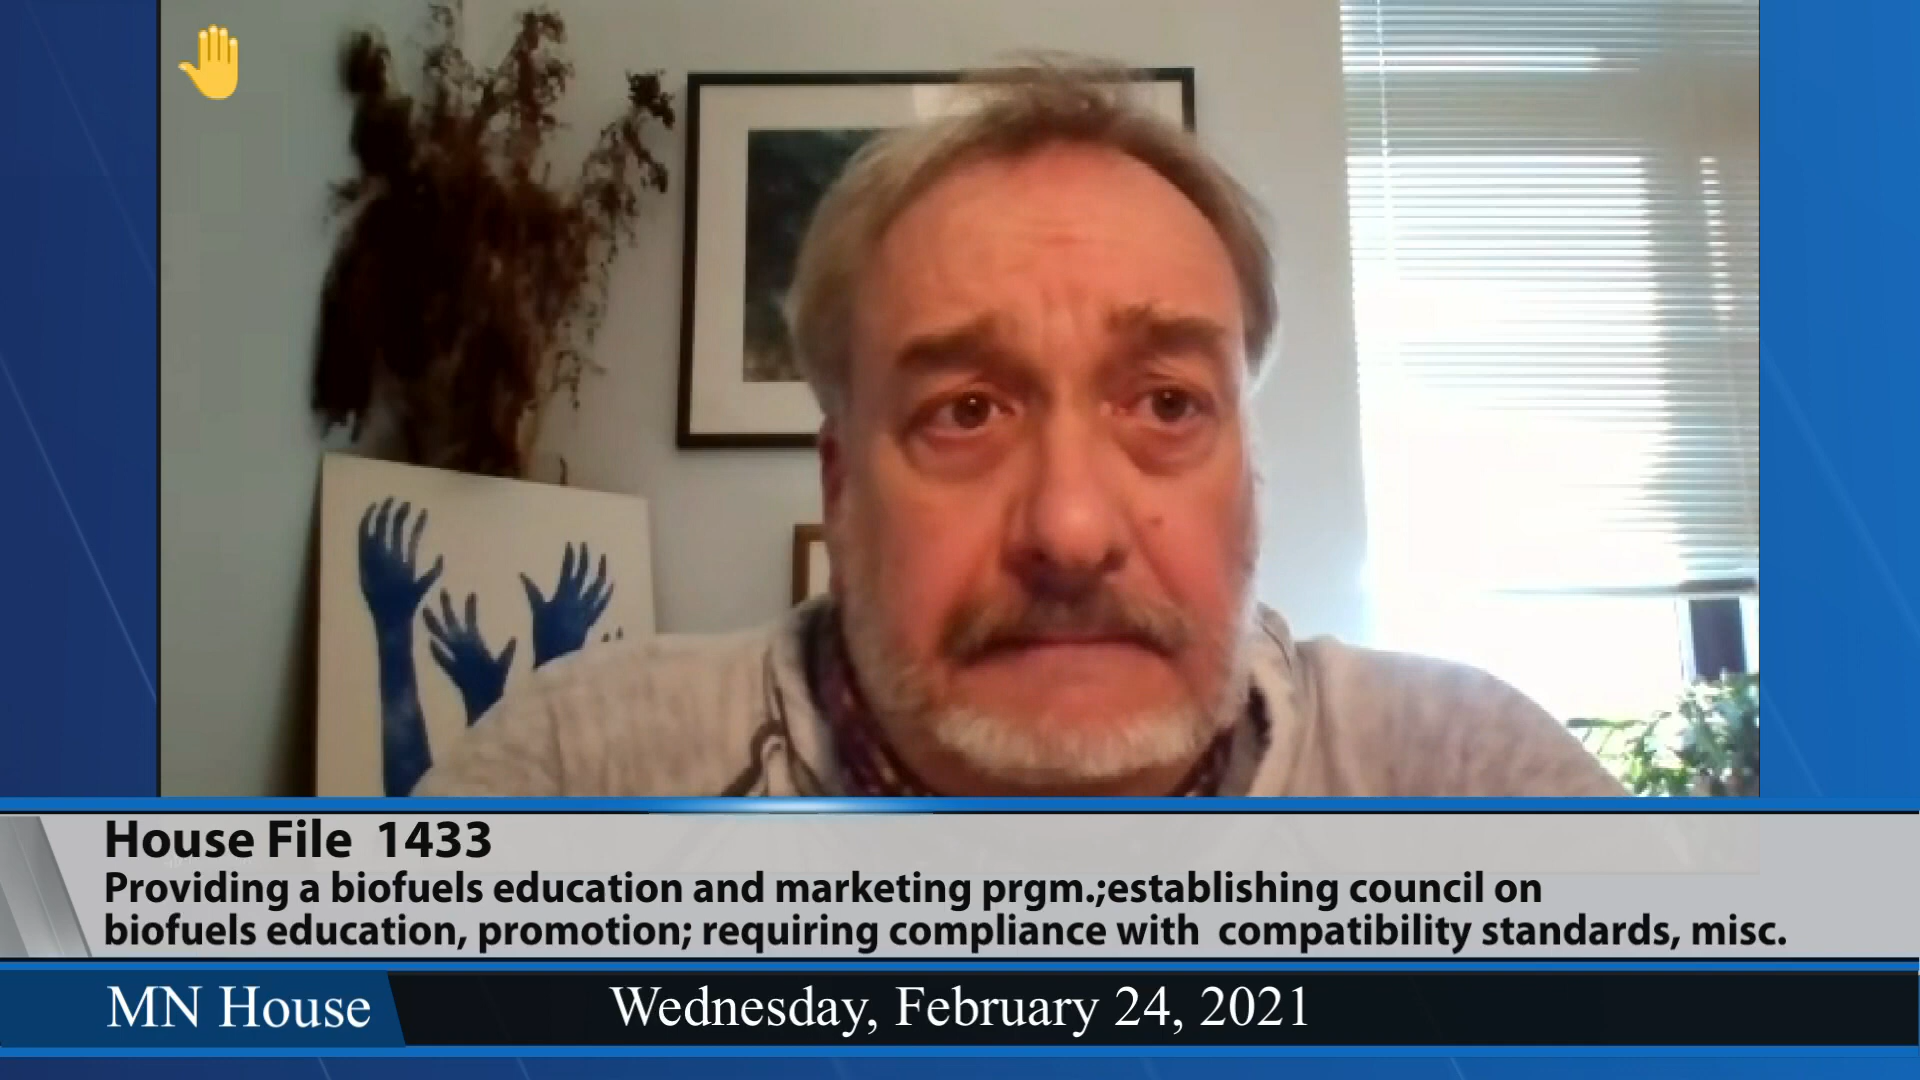 House File 1433
Providing a biofuels education and marketing prgm.;establishing council on
biofuels education, promotion; requiring compliance with compatibility standards, misc.
MN House
Wednesday, February 24, 2021